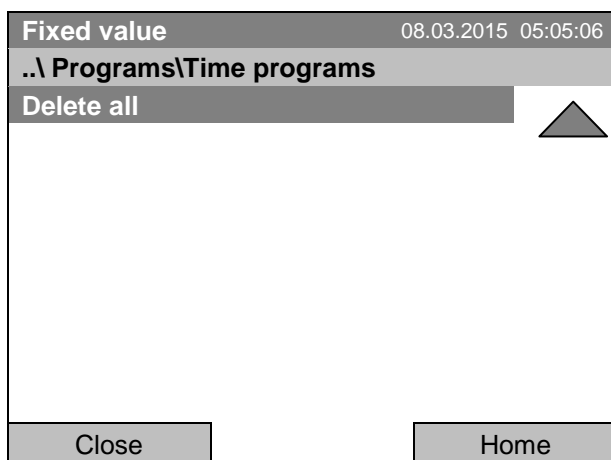 Fixed value 08.03.2015 05:05:06
..\ Programs\Time programs
Delete all
Close Home